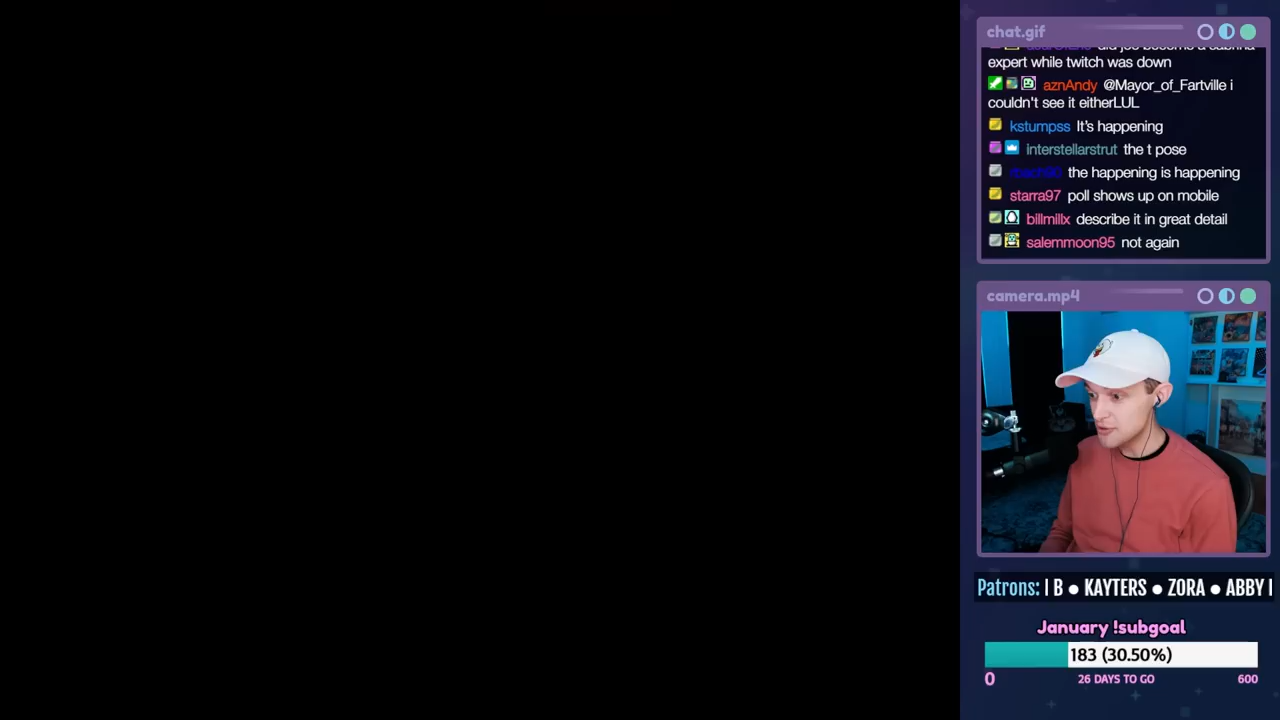 chat.gif
expert while twitch was down
aznAndy @Mayor_of_Fartville i
couldn't see it eitherLUL
kstumpss It's happening
interstellarstrut the t pose
the happening is happening
starra97 poll shows up on mobile
billmillx describe it in great detail
salemmoon95 not again
camera.mp4
Patrons: I B ● KAYTERS ● ZORA ● ABBY
January !subgoal
183 (30.50%)
0 26 DAYS TO GO 600